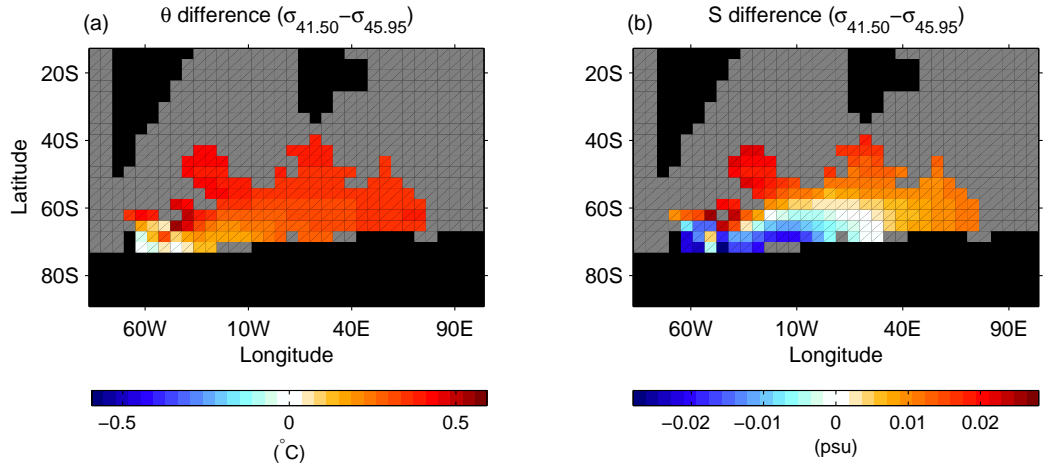 (a) θ difference (σ41.50−σ45.95)
20S
40S
60S
80S
Latitude
60W 10W 40E 90E
Longitude
−0.5 0 0.5
(°C)
(b) S difference (σ41.50−σ45.95)
20S
40S
60S
80S
60W 10W 40E 90E
Longitude
−0.02 −0.01 0 0.01 0.02
(psu)